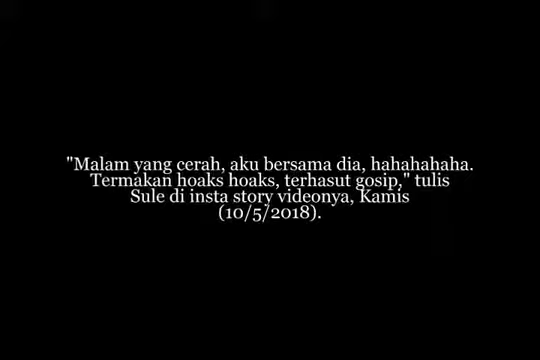 "Malam yang cerah, aku bersama dia, hahahahaha.
Termakan hoaks hoaks, terhasut gosip," tulis
Sule di insta story videonya, Kamis
(10/5/2018).